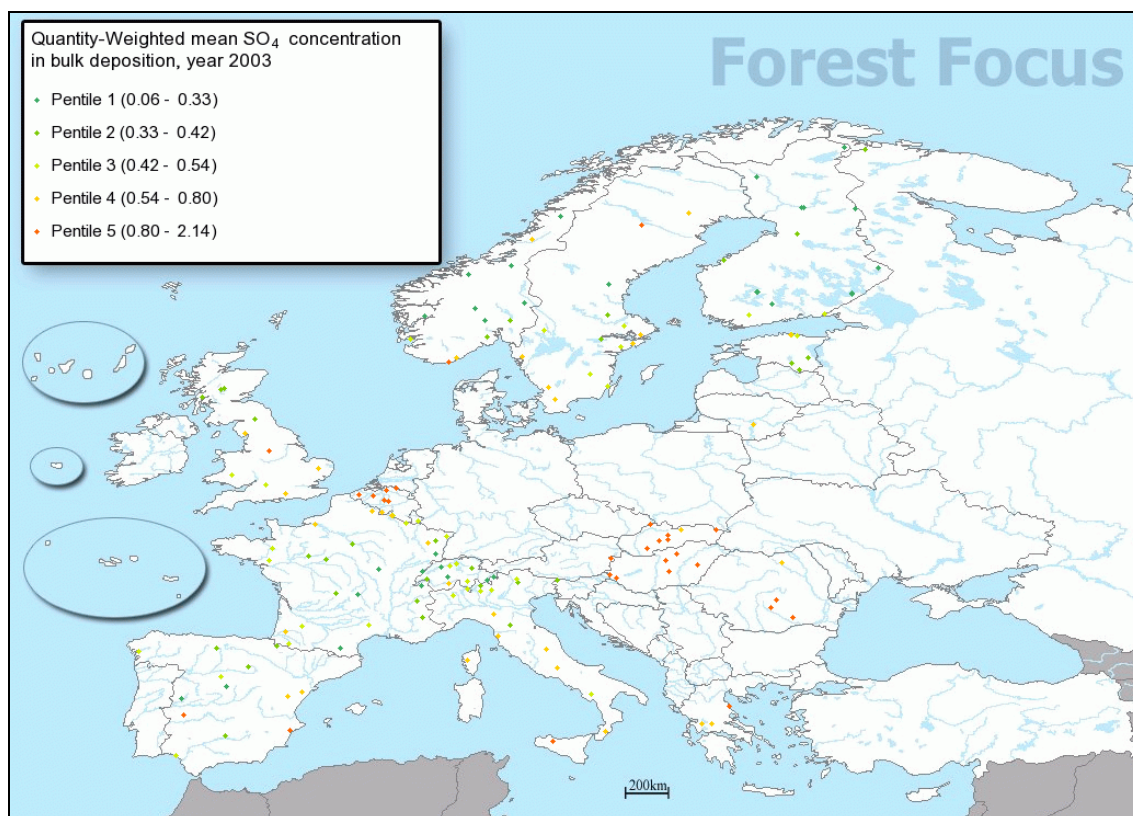 Quantity-Weighted mean SO4 concentration
in bulk deposition, year 2003
Pentile 1 (0.06 - 0.33)
Pentile 2 (0.33 - 0.42)
Pentile 3 (0.42 - 0.54)
Pentile 4 (0.54 - 0.80)
Pentile 5 (0.80 - 2.14)
Forest Focus
200km